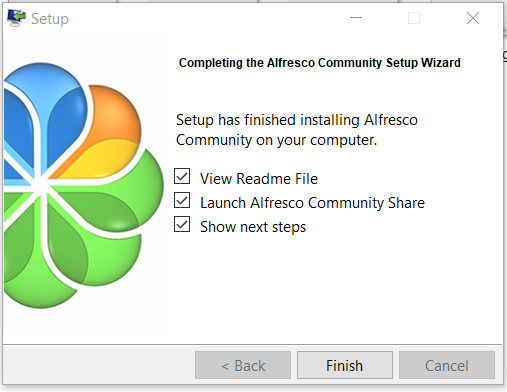 Setup
Completing the Alfresco Community Setup Wizard
Setup has finished installing Alfresco
Community on your computer.
View Readme File
Launch Alfresco Community Share
Show next steps
< Back
Finish
Cancel